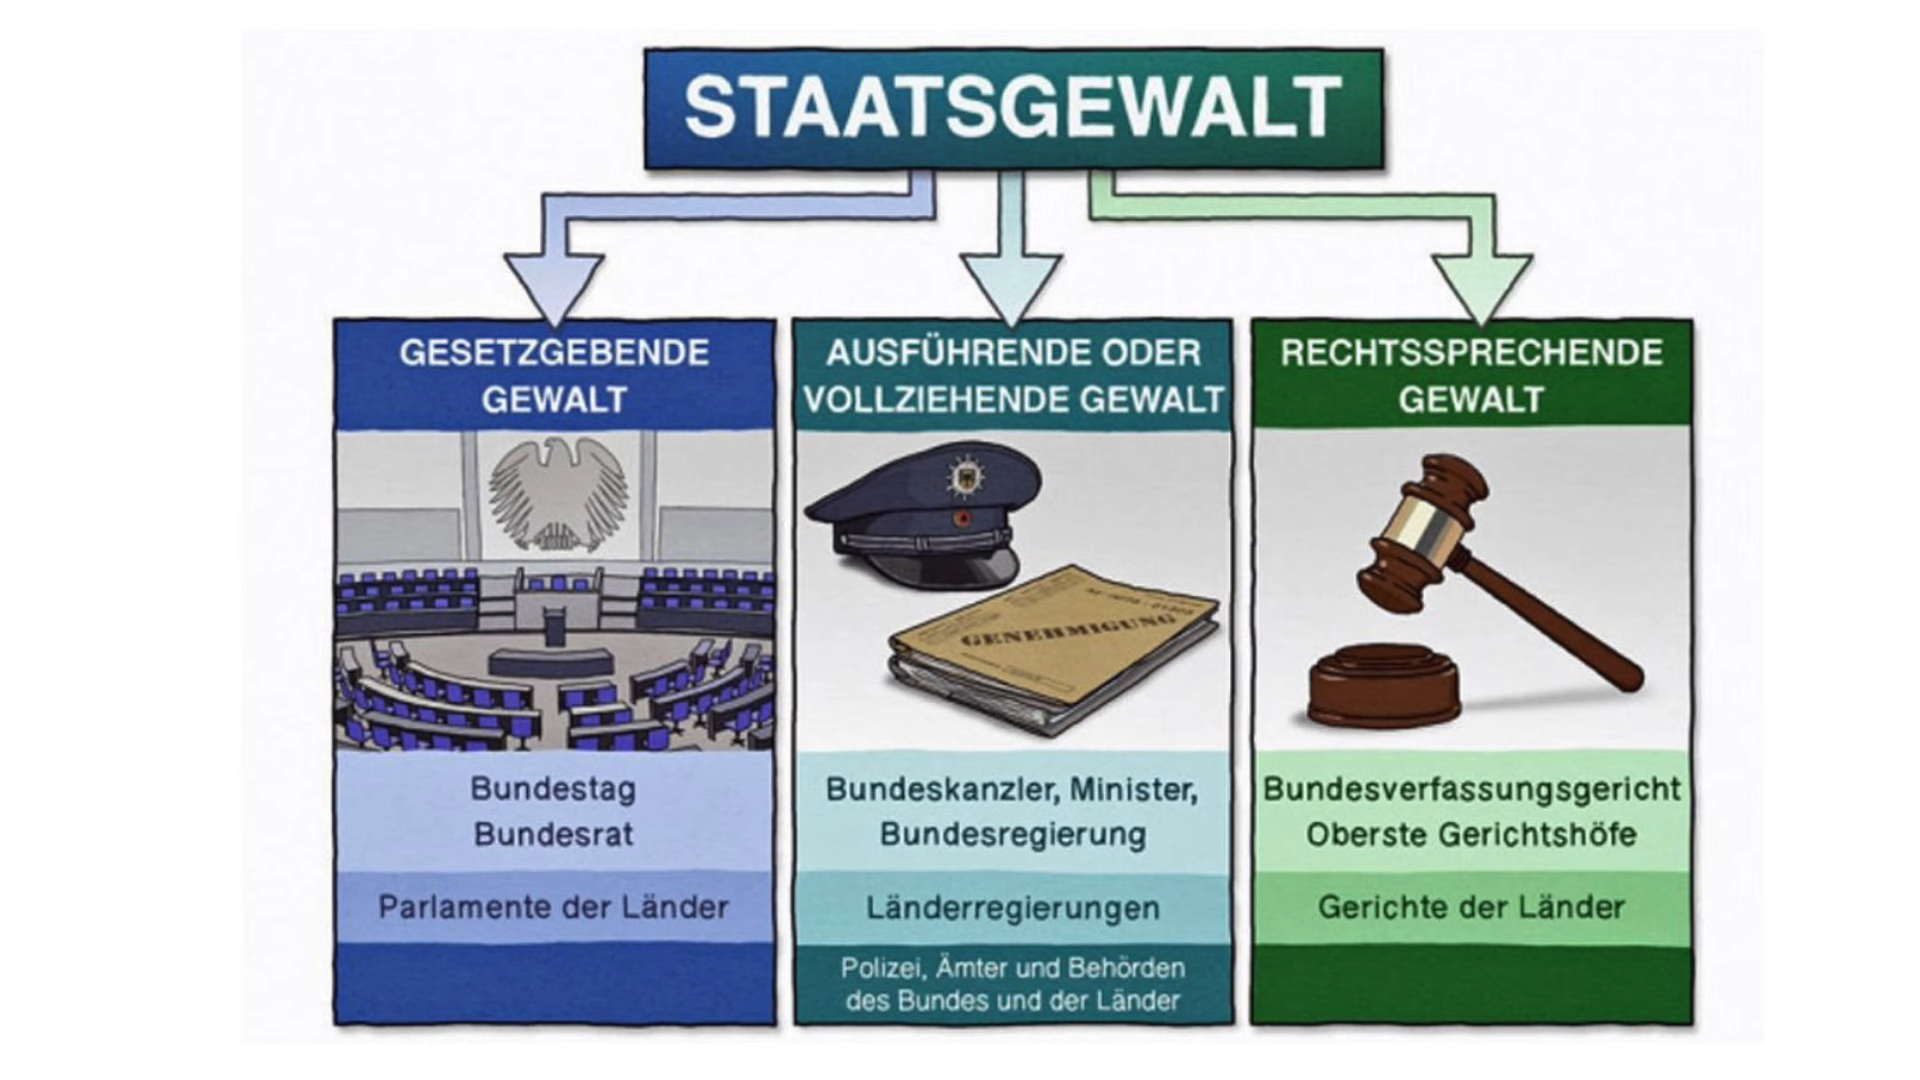 STAATSGEWALT
GESETZGEBENDE
GEWALT
AUSFÜHRENDE ODER
VOLLZIEHENDE GEWALT
RECHTSSPRECHENDE
GEWALT
GENEHMIGUNG
Bundestag
Bundesrat
Bundeskanzler, Minister,
Bundesregierung
Bundesverfassungsgericht
Oberste Gerichtshöfe
Parlamente der Länder
Länderregierungen
Gerichte der Länder
Polizei, Ämter und Behörden
des Bundes und der Länder